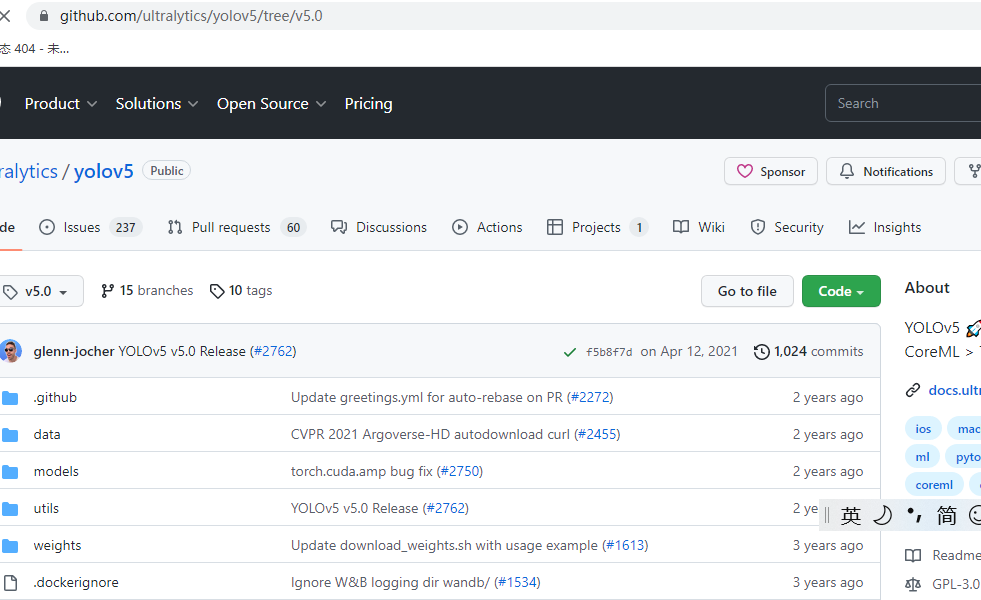 github.com/ultralytics/yolov5/tree/v5.0
态 404 - 未...
Product Solutions Open Source Pricing Search
ralytics / yolov5 Public Sponsor Notifications
de Issues 237 Pull requests 60 Discussions Actions Projects 1 Wiki Security Insights
v5.0 15 branches 10 tags Go to file Code About
glenn-jocher YOLOv5 v5.0 Release (#2762) f5b8f7d on Apr 12, 2021 1,024 commits
YOLOv5 🚀
CoreML >
.github Update greetings.yml for auto-rebase on PR (#2272) 2 years ago
docs.ultr
data CVPR 2021 Argoverse-HD autodownload curl (#2455) 2 years ago
ios mac
models torch.cuda.amp bug fix (#2750) 2 years ago
ml pyto
coreml
utils YOLOv5 v5.0 Release (#2762) 2 ye
英 简
weights Update download_weights.sh with usage example (#1613) 3 years ago
Readme
.dockerignore Ignore W&B logging dir wandb/ (#1534) 3 years ago
GPL-3.0